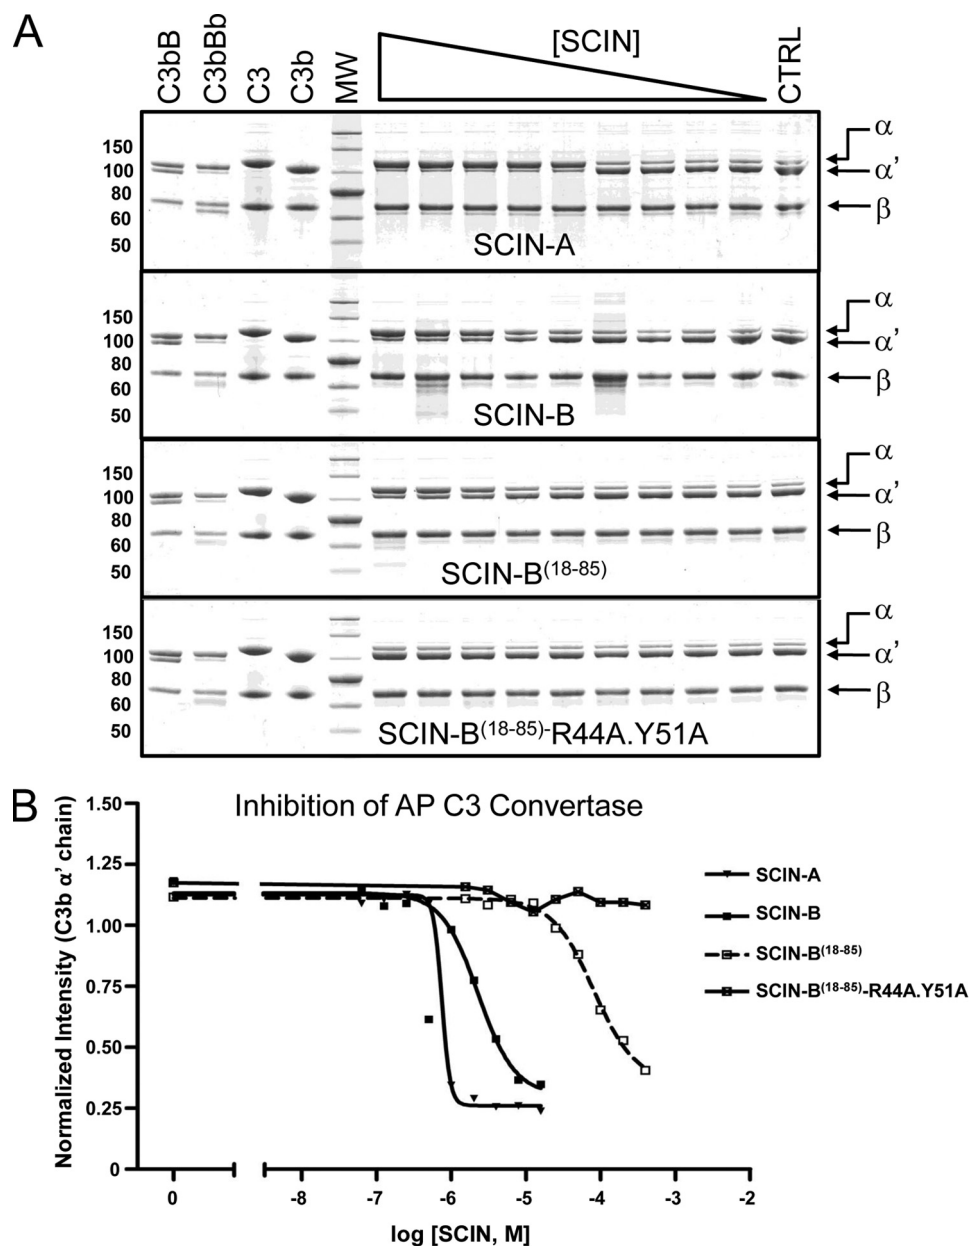 A
C3bB C3bBb C3 C3b MW [SCIN] CTRL
150
100
80
60
50
α
α’
β
SCIN-A
150
100
80
60
50
α
α’
β
SCIN-B
150
100
80
60
50
α
α’
β
SCIN-B(18-85)
150
100
80
60
50
α
α’
β
SCIN-B(18-85)-R44A.Y51A
B
Inhibition of AP C3 Convertase
Normalized Intensity (C3b α’ chain)
1.50
1.25
1.00
0.75
0.50
0.25
0
0 -8 -7 -6 -5 -4 -3 -2
log [SCIN, M]
SCIN-A
SCIN-B
SCIN-B(18-85)
SCIN-B(18-85)-R44A.Y51A